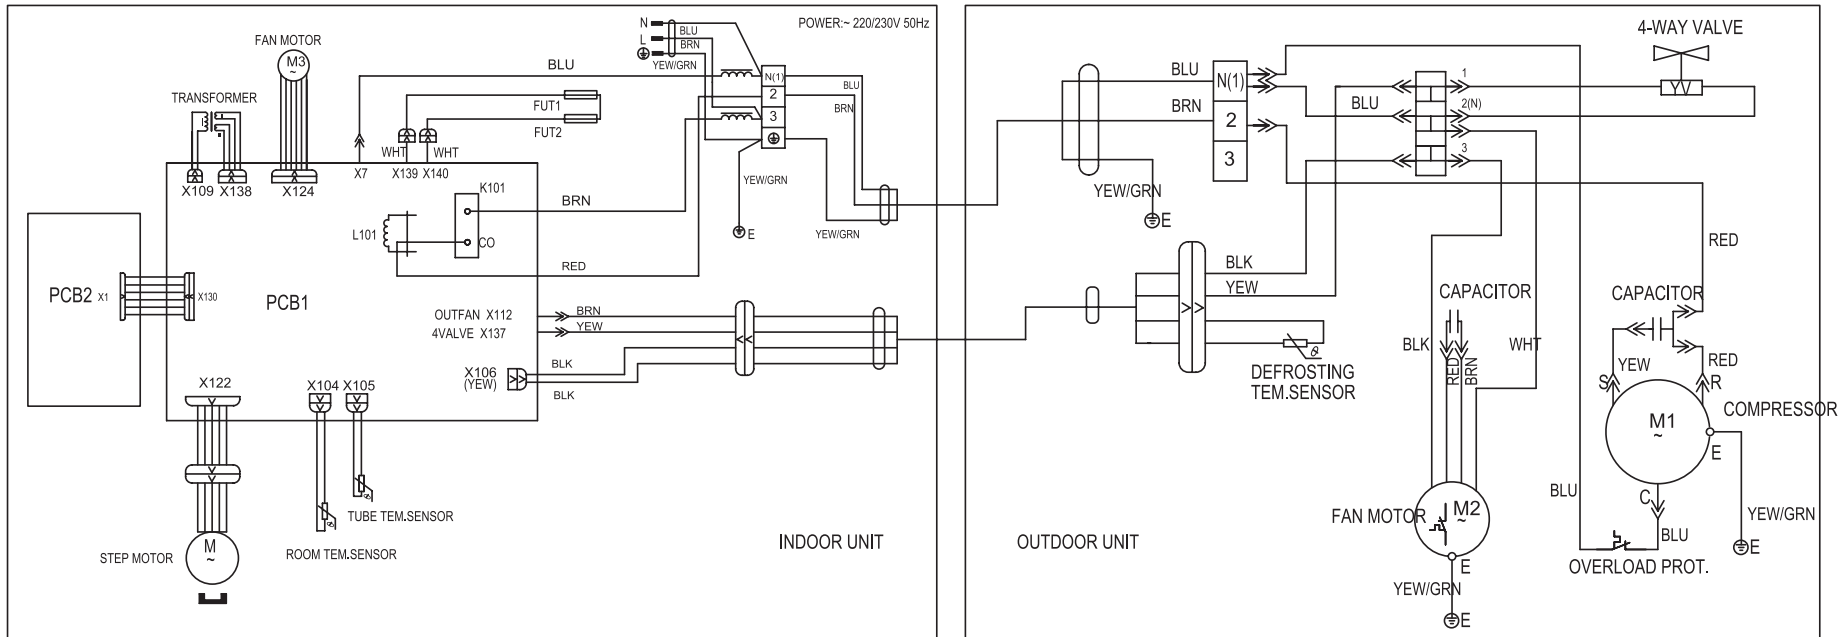 POWER:~ 220/230V 50Hz
N
L
BLU
BRN
YEW/GRN
FAN MOTOR
M3
~
TRANSFORMER
BLU
FUT1
FUT2
N(1)
2
3
BLU
BRN
WHT
WHT
X109
X138
X124
X7
X139
X140
YEW/GRN
E
YEW/GRN
K101
L101
CO
BRN
RED
PCB2
X1
X130
PCB1
OUTFAN X112
4VALVE X137
BRN
YEW
X106
(YEW)
BLK
BLK
X122
X104
X105
TUBE TEM.SENSOR
ROOM TEM.SENSOR
STEP MOTOR
M
~
INDOOR UNIT
OUTDOOR UNIT
4-WAY VALVE
YV
BLU
BRN
N(1)
2
3
YEW/GRN
E
BLU
1
2(N)
3
BLK
YEW
DEFROSTING
TEM.SENSOR
θ
RED
CAPACITOR
BLK
RED
BRN
WHT
CAPACITOR
YEW
RED
S
R
COMPRESSOR
M1
~
E
C
BLU
BLU
YEW/GRN
E
OVERLOAD PROT.
FAN MOTOR
M2
~
E
YEW/GRN
E